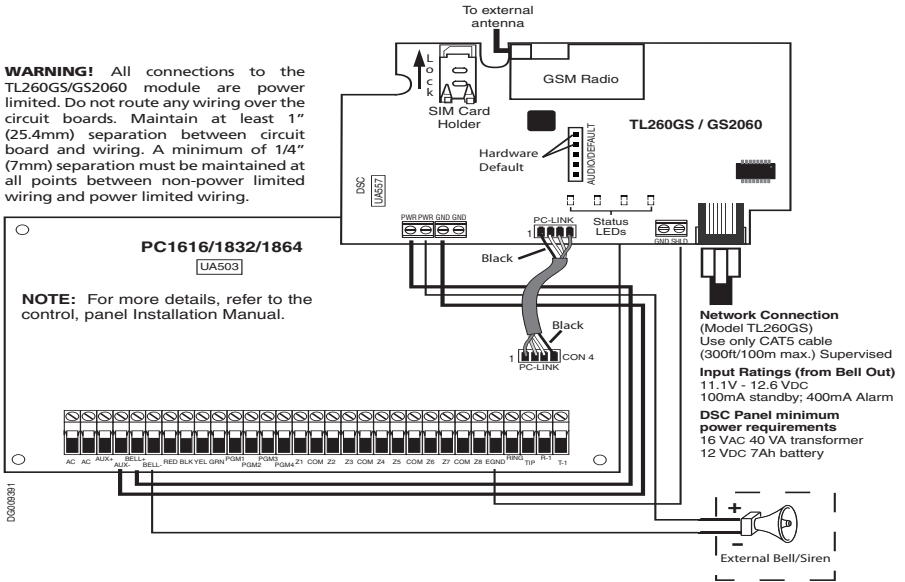 To external
antenna
WARNING! All connections to the
TL260GS/GS2060 module are power
limited. Do not route any wiring over the
circuit boards. Maintain at least 1"
(25.4mm) separation between circuit
board and wiring. A minimum of 1/4"
(7mm) separation must be maintained at
all points between non-power limited
wiring and power limited wiring.
Lock
SIM Card
Holder
GSM Radio
TL260GS / GS2060
Hardware
Default
AUDIO/DEFAULT
DSC
UA557
PWR PWR GND GND
PC-LINK
1
Status
LEDs
GND SHLD
Black
PC1616/1832/1864
UA503
NOTE: For more details, refer to the
control, panel Installation Manual.
Black
1
CON 4
PC-LINK
Network Connection
(Model TL260GS)
Use only CAT5 cable
(300ft/100m max.) Supervised
Input Ratings (from Bell Out)
11.1V - 12.6 VDC
100mA standby; 400mA Alarm
DSC Panel minimum
power requirements
16 VAC 40 VA transformer
12 VDC 7Ah battery
AC AC AUX+ AUX- BELL+ BELL- RED BLK YEL GRN PGM1 PGM2 PGM3 PGM4 Z1 COM Z2 Z3 COM Z4 Z5 COM Z6 Z7 COM Z8 EGND RING TIP R-1 T-1
DG009391
+
–
External Bell/Siren